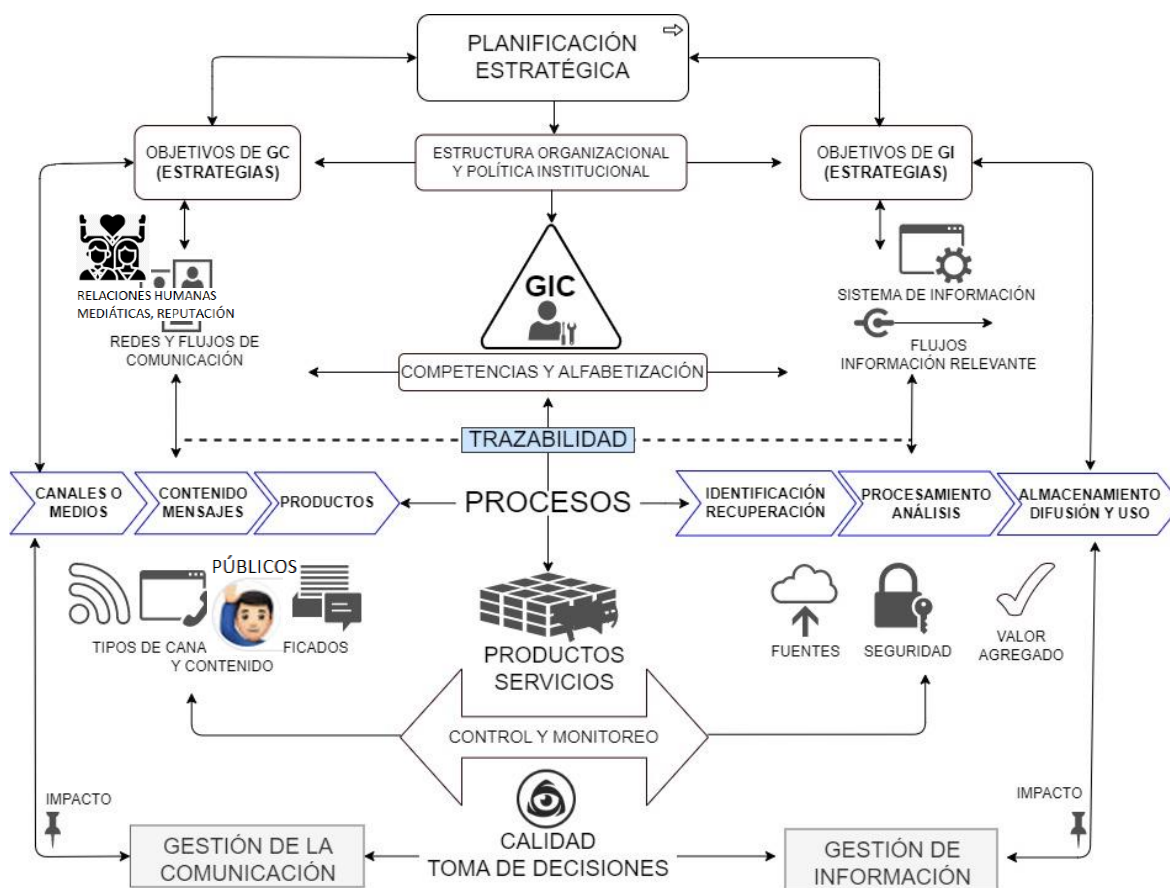 PLANIFICACIÓN
ESTRATÉGICA
OBJETIVOS DE GC
(ESTRATEGIAS)
ESTRUCTURA ORGANIZACIONAL
Y POLÍTICA INSTITUCIONAL
OBJETIVOS DE GI
(ESTRATEGIAS)
RELACIONES HUMANAS
MEDIÁTICAS, REPUTACIÓN
REDES Y FLUJOS DE
COMUNICACIÓN
GIC
SISTEMA DE INFORMACIÓN
FLUJOS
INFORMACIÓN RELEVANTE
COMPETENCIAS Y ALFABETIZACIÓN
TRAZABILIDAD
CANALES O
MEDIOS
CONTENIDO
MENSAJES
PRODUCTOS
PROCESOS
IDENTIFICACIÓN
RECUPERACIÓN
PROCESAMIENTO
ANÁLISIS
ALMACENAMIENTO
DIFUSIÓN Y USO
PÚBLICOS
TIPOS DE CANA FICADOS
Y CONTENIDO
PRODUCTOS
SERVICIOS
FUENTES
SEGURIDAD
VALOR
AGREGADO
CONTROL Y MONITOREO
IMPACTO
IMPACTO
GESTIÓN DE LA
COMUNICACIÓN
CALIDAD
TOMA DE DECISIONES
GESTIÓN DE
INFORMACIÓN